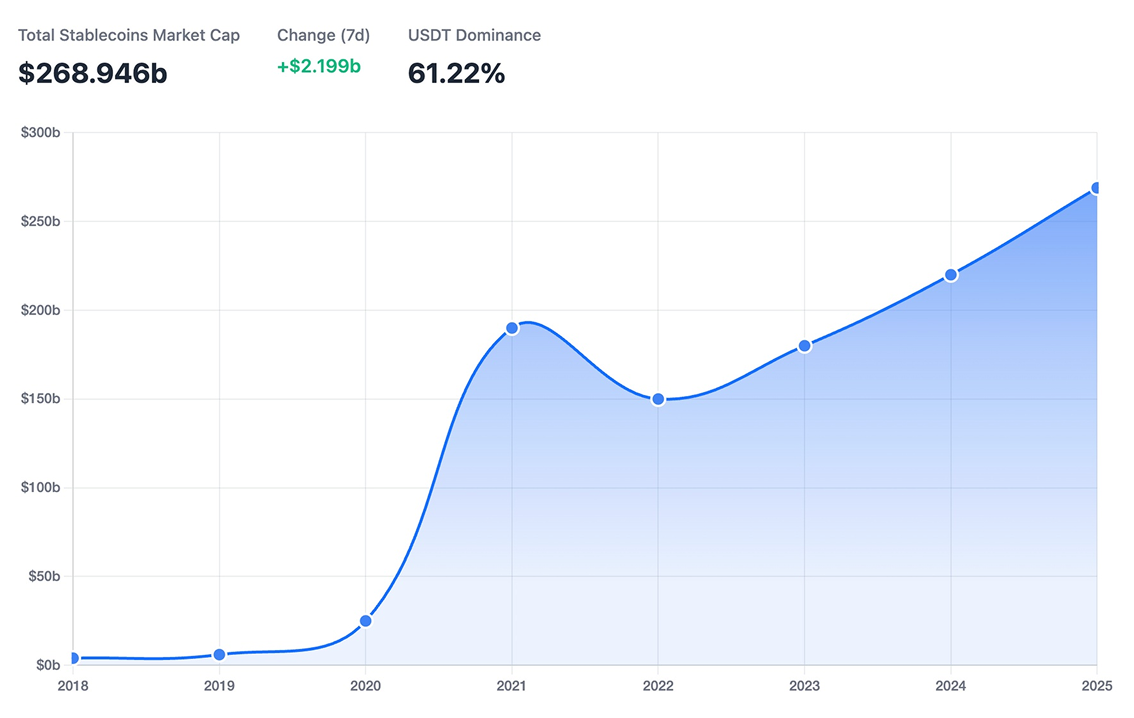 Total Stablecoins Market Cap
$268.946b
Change (7d)
+$2.199b
USDT Dominance
61.22%
$300b
$250b
$200b
$150b
$100b
$50b
$0b
2018 2019 2020 2021 2022 2023 2024 2025